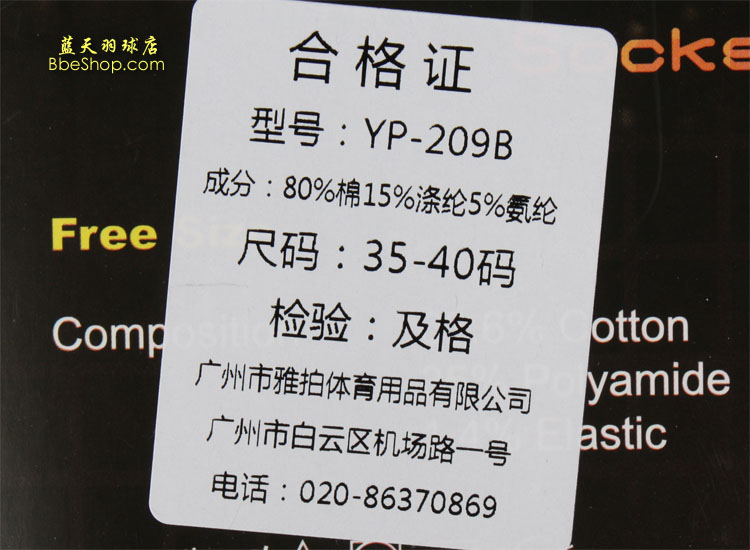 蓝天羽球店
BbeShop.com
Socks
合格证
型号：YP-209B
成分：80%棉15%涤纶5%氨纶
Free Size
尺码：35-40码
检验：及格
Composition 6% Cotton
广州市雅拍体育用品有限公司
Polyamide
广州市白云区机场路一号
Elastic
电话：020-86370869